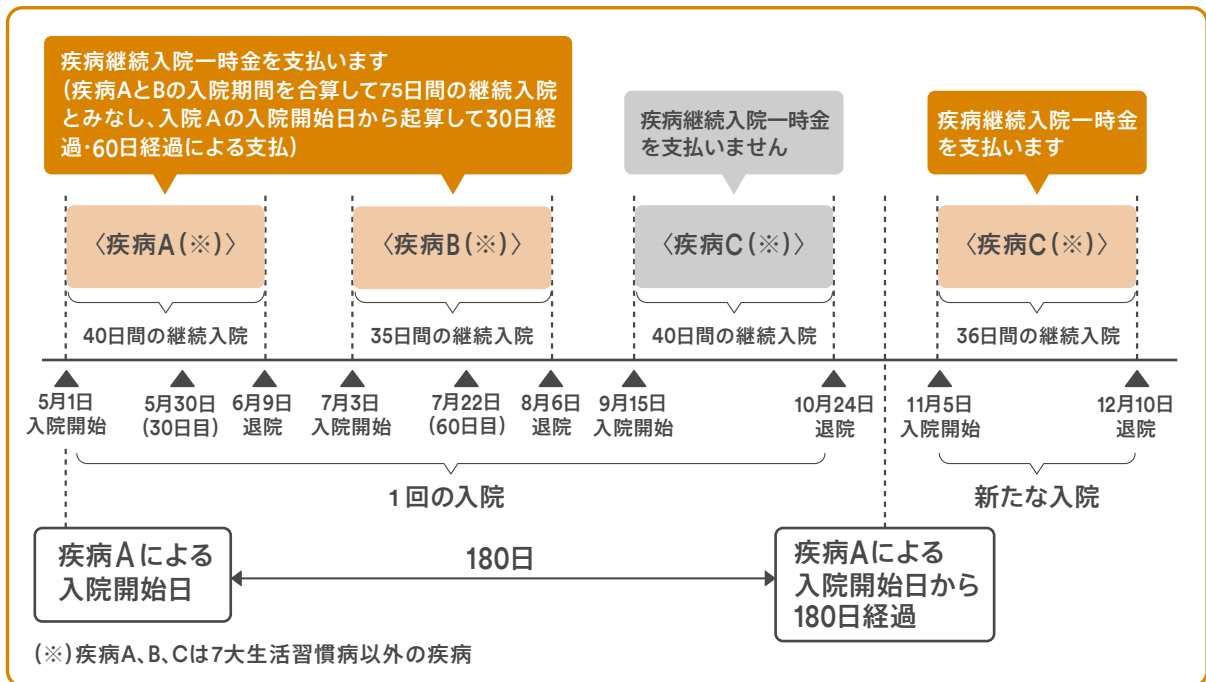 疾病継続入院一時金を支払います
(疾病AとBの入院期間を合算して75日間の継続入院
とみなし、入院Aの入院開始日から起算して30日経
過・60日経過による支払)
疾病継続入院一時金
を支払いません
疾病継続入院一時金
を支払います
〈疾病A(※)〉
〈疾病B(※)〉
〈疾病C(※)〉
〈疾病C(※)〉
40日間の継続入院
35日間の継続入院
40日間の継続入院
36日間の継続入院
5月1日
入院開始
5月30日
(30日目)
6月9日
退院
7月3日
入院開始
7月22日
(60日目)
8月6日
退院
9月15日
入院開始
10月24日
退院
11月5日
入院開始
12月10日
退院
1回の入院
新たな入院
疾病Aによる
入院開始日
180日
疾病Aによる
入院開始日から
180日経過
(※)疾病A、B、Cは7大生活習慣病以外の疾病